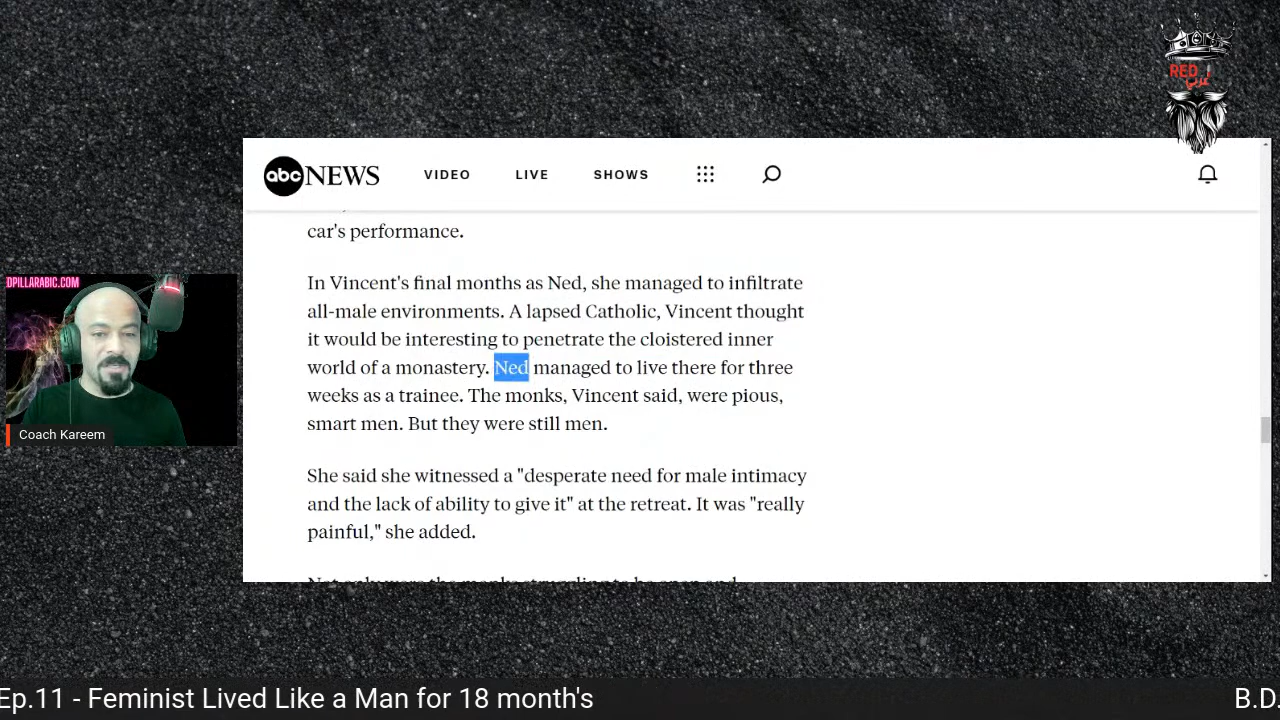 RED
abc NEWS
VIDEO
LIVE
SHOWS
car's performance.
In Vincent's final months as Ned, she managed to infiltrate
all-male environments. A lapsed Catholic, Vincent thought
it would be interesting to penetrate the cloistered inner
world of a monastery. Ned managed to live there for three
weeks as a trainee. The monks, Vincent said, were pious,
smart men. But they were still men.
She said she witnessed a "desperate need for male intimacy
and the lack of ability to give it" at the retreat. It was "really
painful," she added.
DPILLARABIC.COM
Coach Kareem
Ep.11 - Feminist Lived Like a Man for 18 month's
B.D.